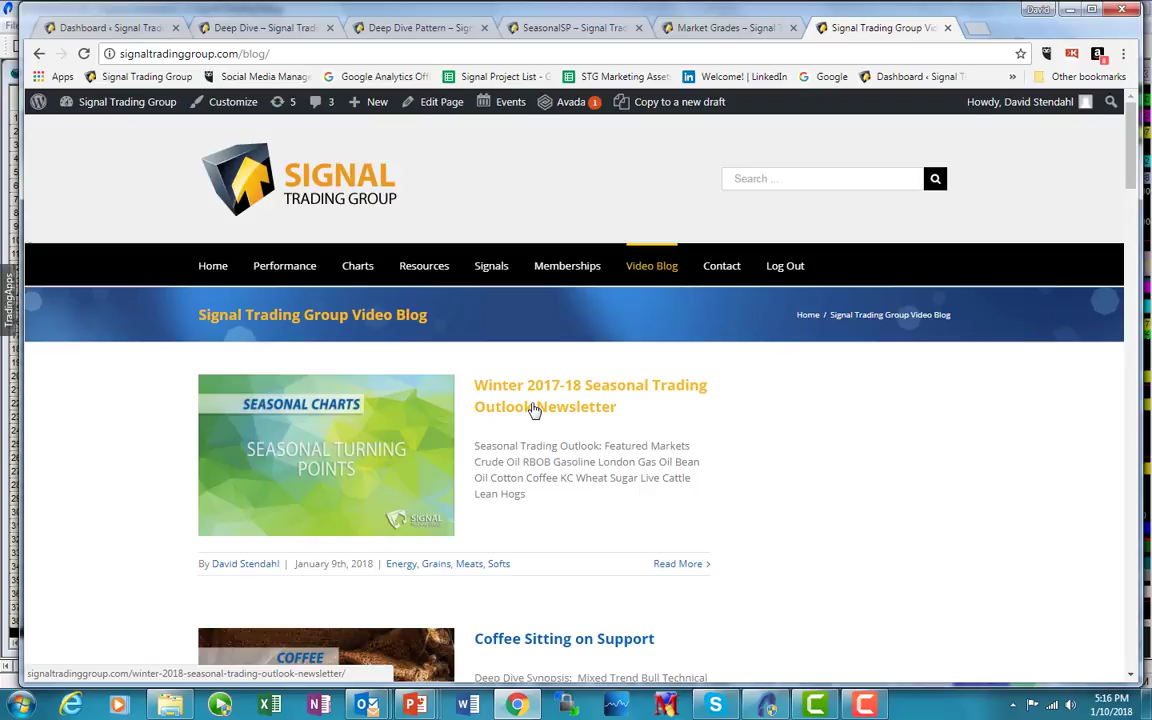 David
Dashboard ‹ Signal Tradi
Deep Dive – Signal Tradi
Deep Dive Pattern – Sign
SeasonalSP – Signal Trad
Market Grades – Signal T
Signal Trading Group Vid
signaltradinggroup.com/blog/
Apps
Signal Trading Group
Social Media Manage
Google Analytics Offi
Signal Project List - G
STG Marketing Asset
Welcome! | LinkedIn
Google
Dashboard ‹ Signal T
»
Other bookmarks
Signal Trading Group
Customize
5
3
New
Edit Page
Events
Avada 1
Copy to a new draft
Howdy, David Stendahl
SIGNAL
TRADING GROUP
Search ...
Home Performance Charts Resources Signals Memberships Video Blog Contact Log Out
TradingApps
Signal Trading Group Video Blog
Home / Signal Trading Group Video Blog
SEASONAL CHARTS
SEASONAL TURNING
POINTS
SIGNAL
Winter 2017-18 Seasonal Trading
Outlook Newsletter
Seasonal Trading Outlook: Featured Markets
Crude Oil RBOB Gasoline London Gas Oil Bean
Oil Cotton Coffee KC Wheat Sugar Live Cattle
Lean Hogs
By David Stendahl | January 9th, 2018 | Energy, Grains, Meats, Softs
Read More >
COFFEE
Coffee Sitting on Support
Deep Dive Synopsis: Mixed Trend Bull Technical
signaltradinggroup.com/winter-2018-seasonal-trading-outlook-newsletter/
5:16 PM
1/10/2018